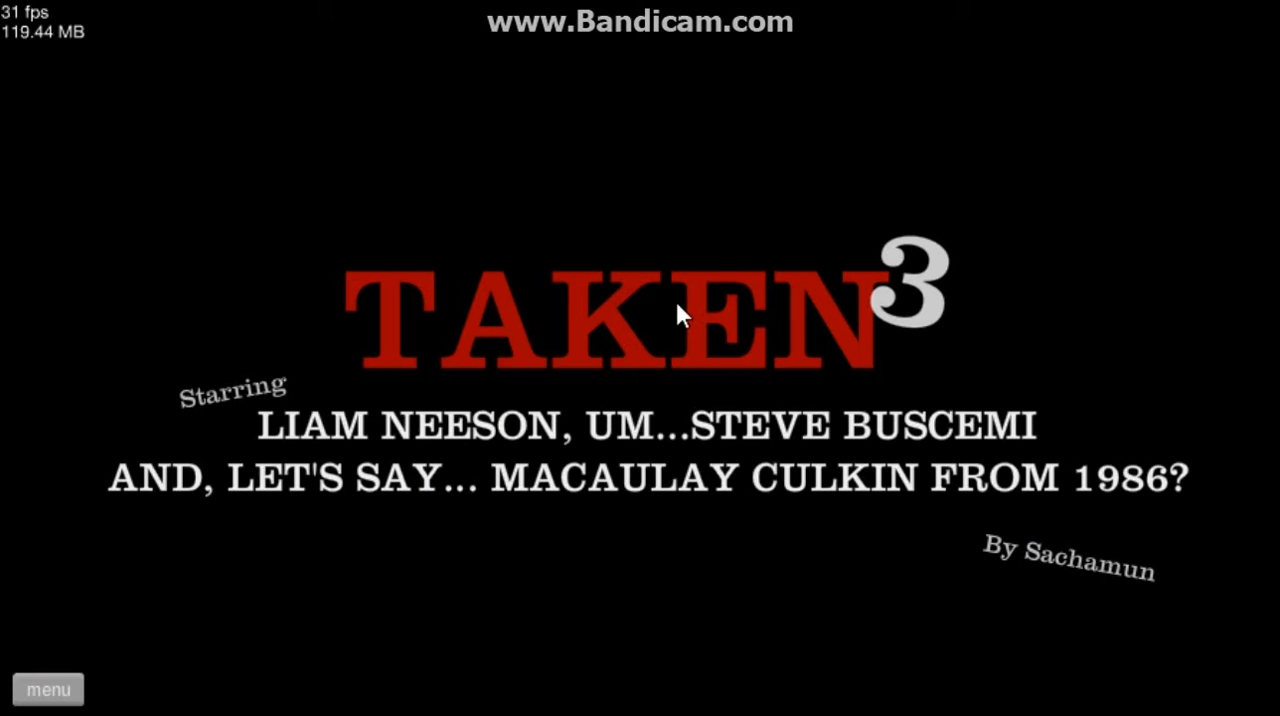 31 fps
119.44 MB
www.Bandicam.com
TAKEN3
Starring
LIAM NEESON, UM...STEVE BUSCEMI
AND, LET'S SAY... MACAULAY CULKIN FROM 1986?
By Sachamun
menu